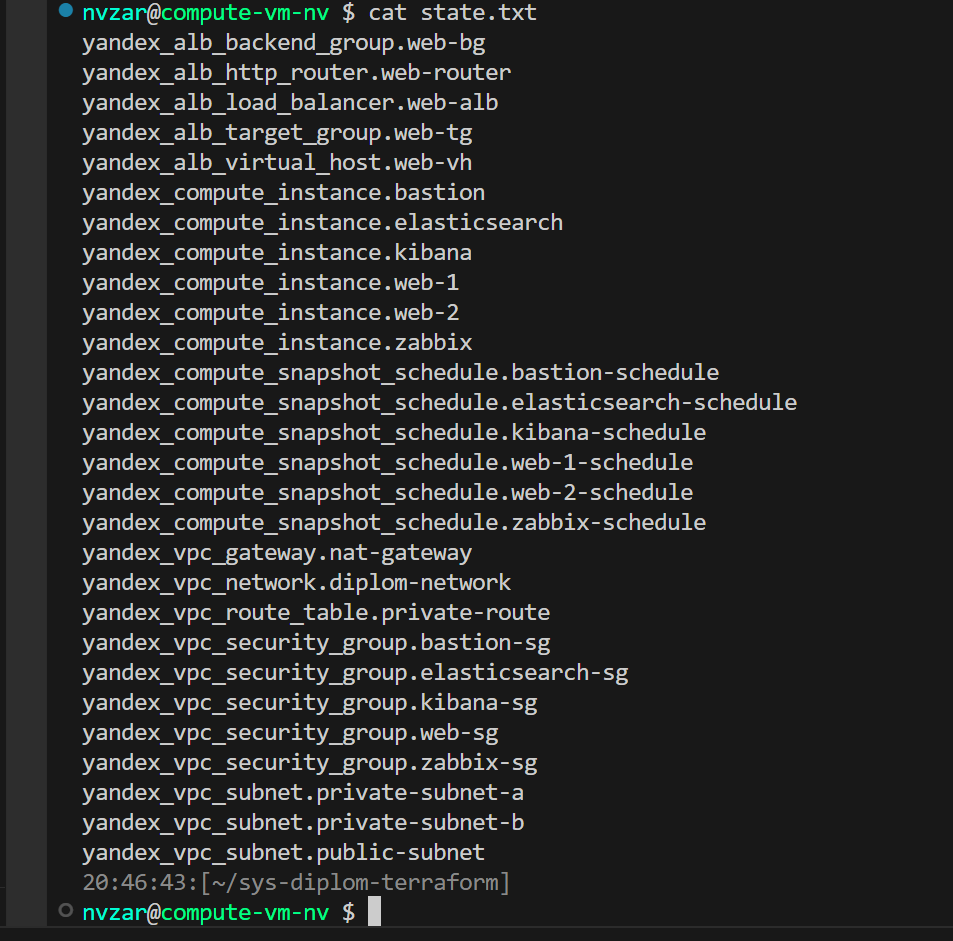 nvzar@compute-vm-nv $ cat state.txt
yandex_alb_backend_group.web-bg
yandex_alb_http_router.web-router
yandex_alb_load_balancer.web-alb
yandex_alb_target_group.web-tg
yandex_alb_virtual_host.web-vh
yandex_compute_instance.bastion
yandex_compute_instance.elasticsearch
yandex_compute_instance.kibana
yandex_compute_instance.web-1
yandex_compute_instance.web-2
yandex_compute_instance.zabbix
yandex_compute_snapshot_schedule.bastion-schedule
yandex_compute_snapshot_schedule.elasticsearch-schedule
yandex_compute_snapshot_schedule.kibana-schedule
yandex_compute_snapshot_schedule.web-1-schedule
yandex_compute_snapshot_schedule.web-2-schedule
yandex_compute_snapshot_schedule.zabbix-schedule
yandex_vpc_gateway.nat-gateway
yandex_vpc_network.diplom-network
yandex_vpc_route_table.private-route
yandex_vpc_security_group.bastion-sg
yandex_vpc_security_group.elasticsearch-sg
yandex_vpc_security_group.kibana-sg
yandex_vpc_security_group.web-sg
yandex_vpc_security_group.zabbix-sg
yandex_vpc_subnet.private-subnet-a
yandex_vpc_subnet.private-subnet-b
yandex_vpc_subnet.public-subnet
20:46:43:[~/sys-diplom-terraform]
nvzar@compute-vm-nv $